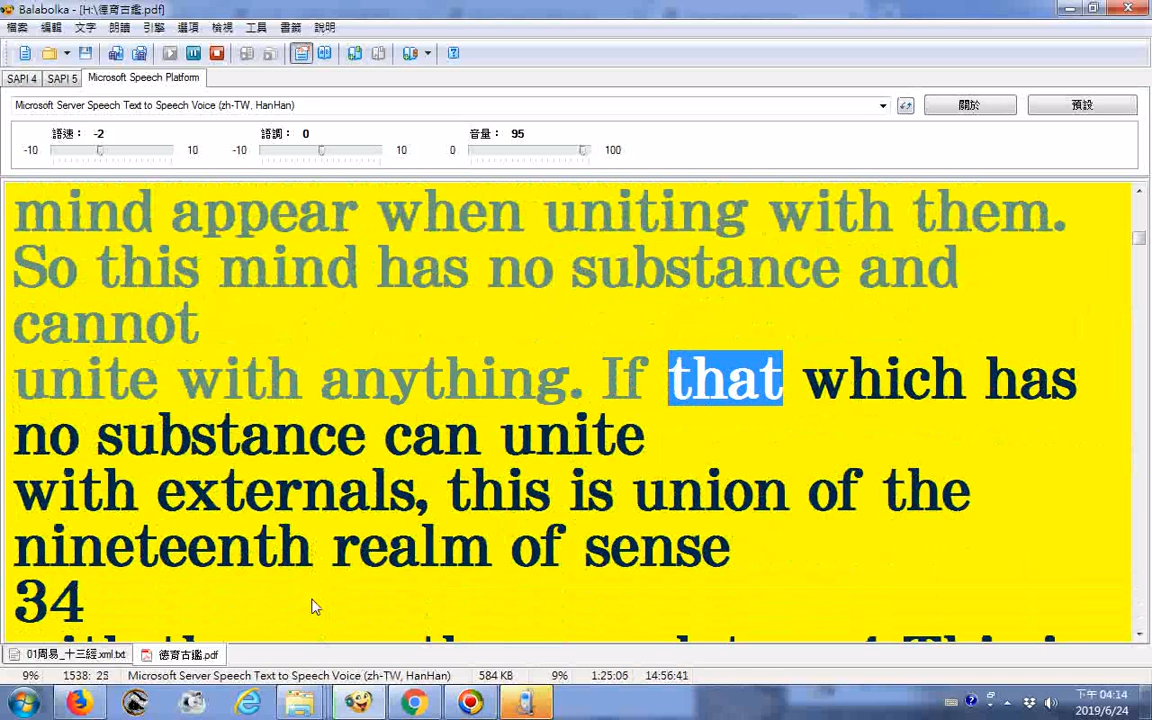 Balabolka - [H:\德育古鑑.pdf]
檔案 編輯 文字 朗讀 引擎 選項 檢視 工具 書籤 說明
SAPI 4 SAPI 5 Microsoft Speech Platform
Microsoft Server Speech Text to Speech Voice (zh-TW, HanHan) 關於 預設
語速： -2 語調： 0 音量： 95
-10 10 -10 10 0 100
mind appear when uniting with them.
So this mind has no substance and
cannot
unite with anything. If that which has
no substance can unite
with externals, this is union of the
nineteenth realm of sense
34
01周易_十三經.xml.txt 德育古鑑.pdf
9% 1538: 25 Microsoft Server Speech Text to Speech Voice (zh-TW, HanHan) 584 KB 9% 1:25:06 14:56:41
下午 04:14
2019/6/24